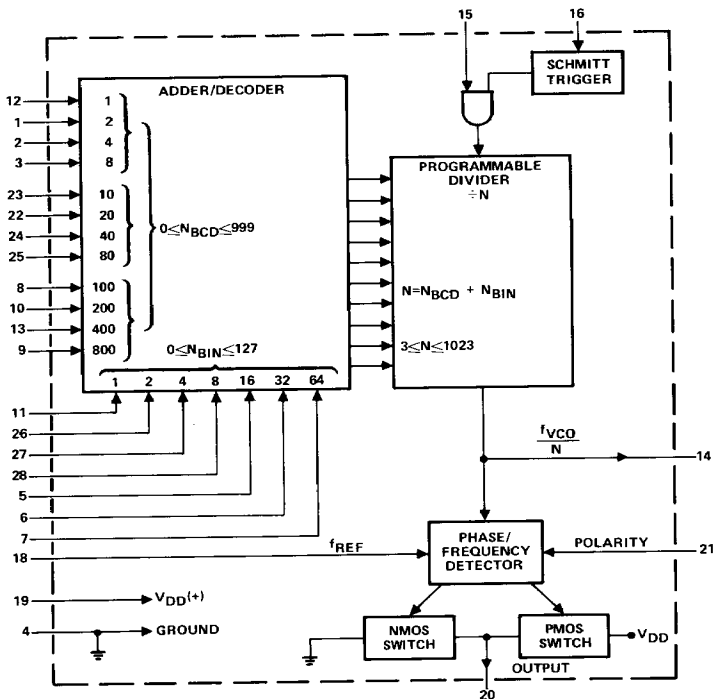 15
16
SCHMITT
TRIGGER
ADDER/DECODER
12 1
1 2
2 4
3 8
23 10
22 20
24 40
25 80
8 100
10 200
13 400
9 800
0≤N_BCD≤999
0≤N_BIN≤127
1 2 4 8 16 32 64
PROGRAMMABLE
DIVIDER
÷N
N=N_BCD + N_BIN
3≤N≤1023
11
26
27
28
5
6
7
f_VCO
N
14
18
f_REF
PHASE/
FREQUENCY
DETECTOR
POLARITY
21
19
V_DD(+)
4
GROUND
NMOS
SWITCH
PMOS
SWITCH
V_DD
OUTPUT
20